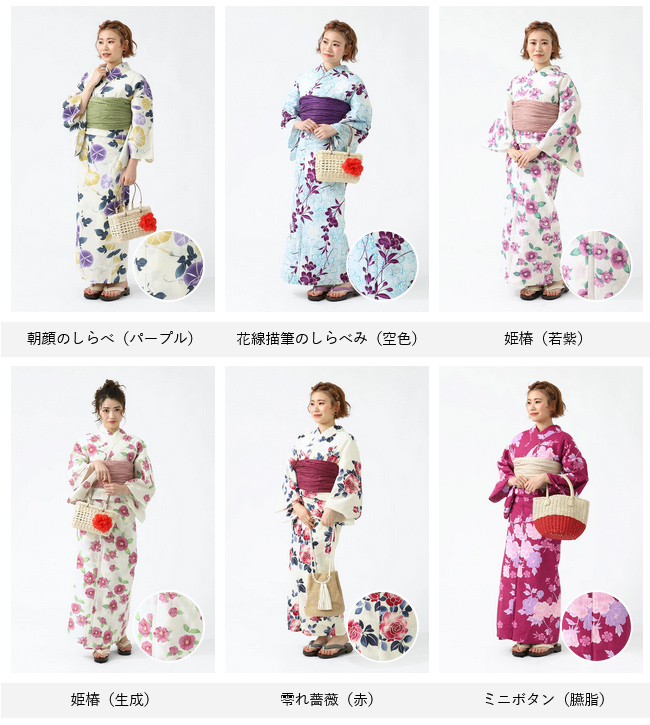 朝顔のしらべ（パープル）
花線描筆のしらべみ（空色）
姫椿（若紫）
姫椿（生成）
零れ薔薇（赤）
ミニボタン（臙脂）